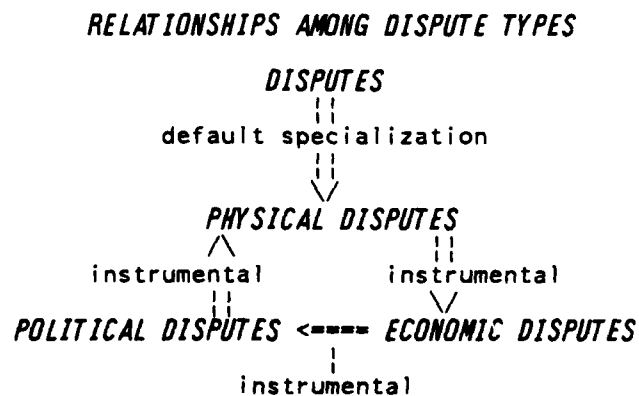 RELATIONSHIPS AMONG DISPUTE TYPES
DISPUTES
default specialization
PHYSICAL DISPUTES
instrumental instrumental
POLITICAL DISPUTES <==== ECONOMIC DISPUTES
instrumental